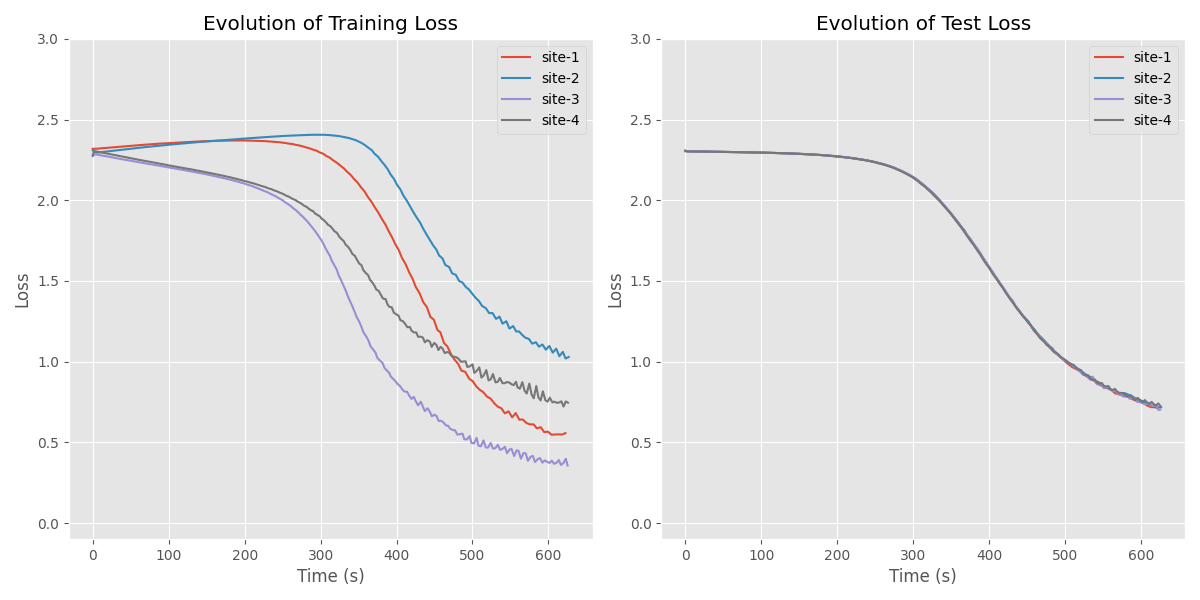 Evolution of Training Loss
3.0
2.5
2.0
1.5
1.0
0.5
0.0
Loss
0 100 200 300 400 500 600
Time (s)
site-1
site-2
site-3
site-4
Evolution of Test Loss
3.0
2.5
2.0
1.5
1.0
0.5
0.0
Loss
0 100 200 300 400 500 600
Time (s)
site-1
site-2
site-3
site-4